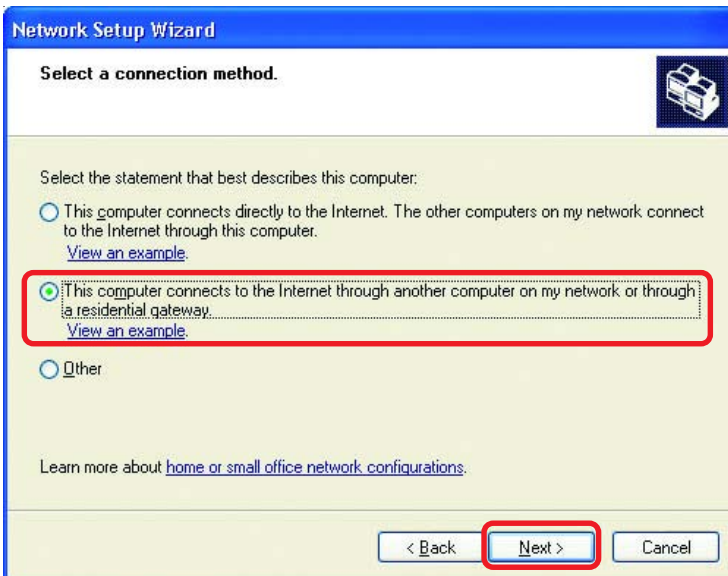 Network Setup Wizard
Select a connection method.
Select the statement that best describes this computer:
This computer connects directly to the Internet. The other computers on my network connect
to the Internet through this computer.
View an example.
This computer connects to the Internet through another computer on my network or through
a residential gateway.
View an example.
Other
Learn more about home or small office network configurations.
< Back Next > Cancel